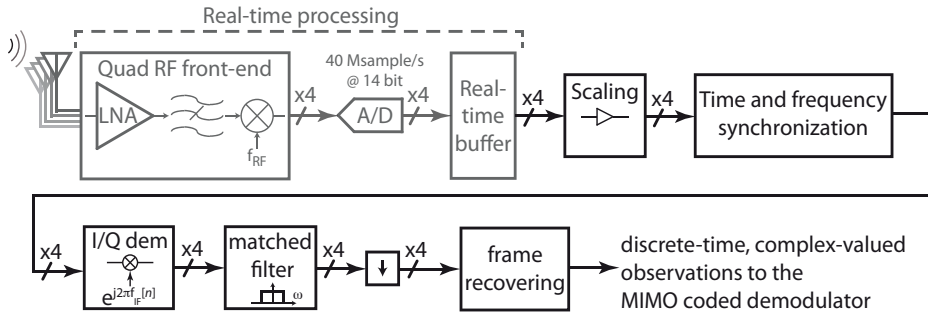 Real-time processing
Quad RF front-end
LNA
f_RF
x4
40 Msample/s
@ 14 bit
A/D
x4
Real-
time
buffer
x4
Scaling
x4
Time and frequency
synchronization
x4
I/Q dem
e^j2πf_IF[n]
x4
matched
filter
ω
x4
x4
frame
recovering
discrete-time, complex-valued
observations to the
MIMO coded demodulator